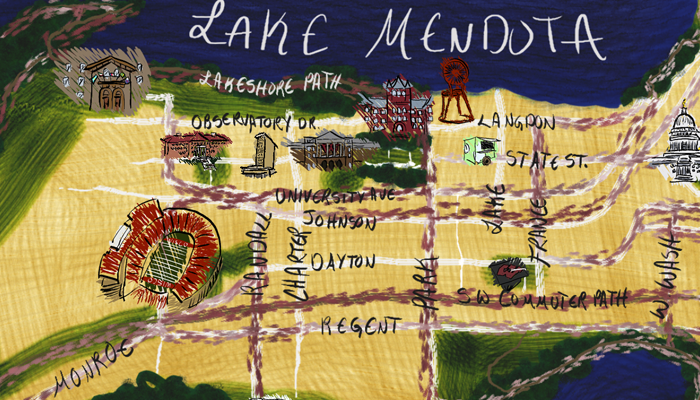 LAKE MENDOTA
LAKESHORE PATH
OBSERVATORY DR.
LANGDON
STATE ST.
UNIVERSITY AVE
JOHNSON
LAKE
FRANCES
RANDALL
CHARTER
DAYTON
PARK
W WASH
SW COMMUTER PATH
REGENT
MONROE